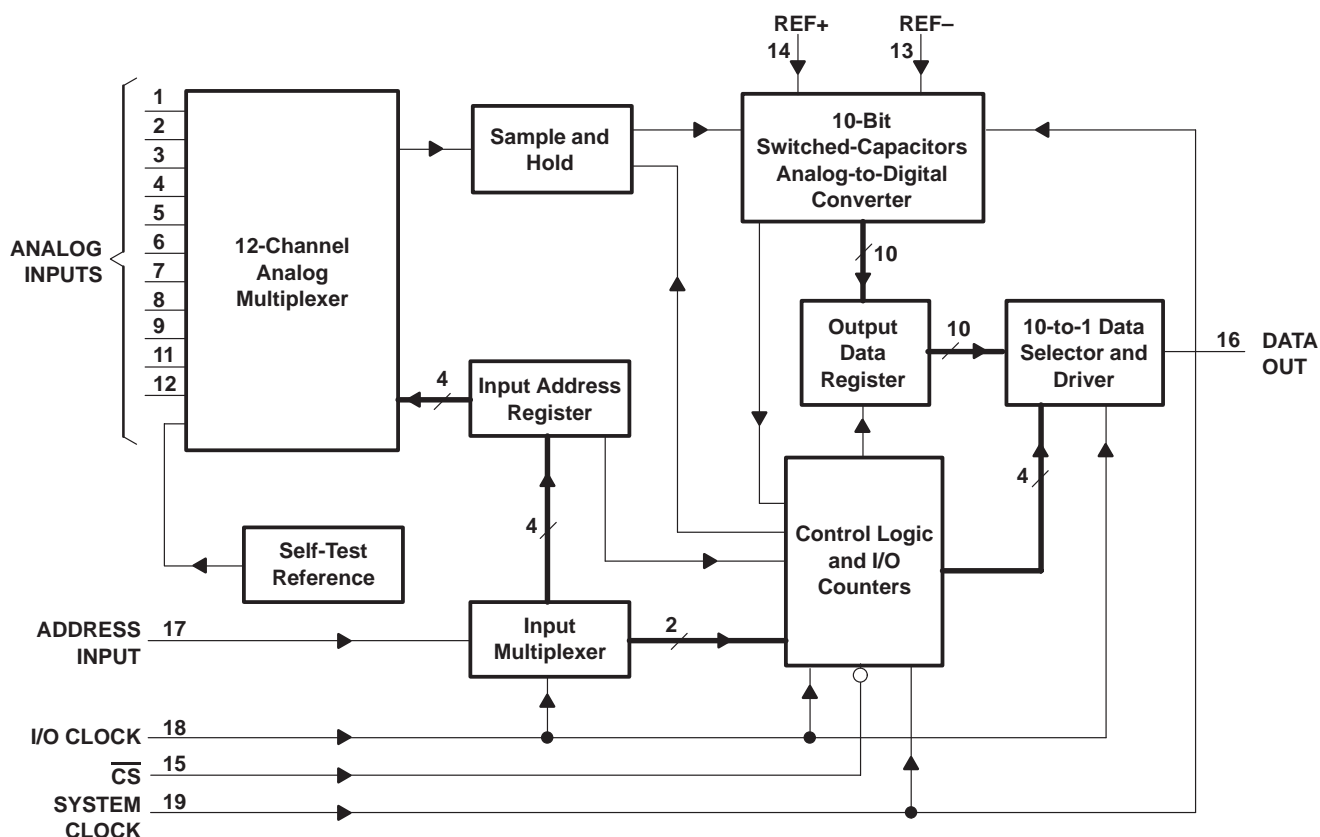 REF+
REF–
14
13
1
2
3
4
5
6
7
8
9
11
12
ANALOG
INPUTS
12-Channel
Analog
Multiplexer
Sample and
Hold
10-Bit
Switched-Capacitors
Analog-to-Digital
Converter
10
Output
Data
Register
10
10-to-1 Data
Selector and
Driver
16
DATA
OUT
4
Input Address
Register
4
4
Self-Test
Reference
Control Logic
and I/O
Counters
ADDRESS
INPUT
17
Input
Multiplexer
2
I/O CLOCK
18
CS
15
SYSTEM
CLOCK
19